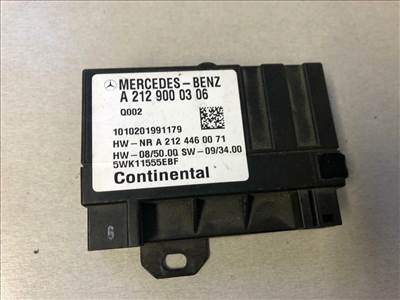 MERCEDES-BENZ
A 212 900 03 06
Q002
1010201991179
HW-NR A 212 446 00 71
HW-08/50.00 SW-09/34.00
5WK11555EBF
Continental
6